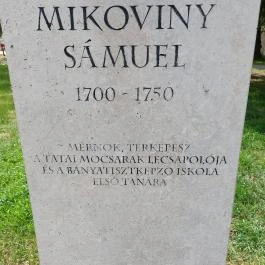 MIKOVINY
SÁMUEL
1700 - 1750
MÉRNÖK, TÉRKÉPÉSZ
A TATAI MOCSARAK LECSAPOLÓJA
ÉS A BÁNYATISZTKÉPZŐ ISKOLA
ELSŐ TANÁRA